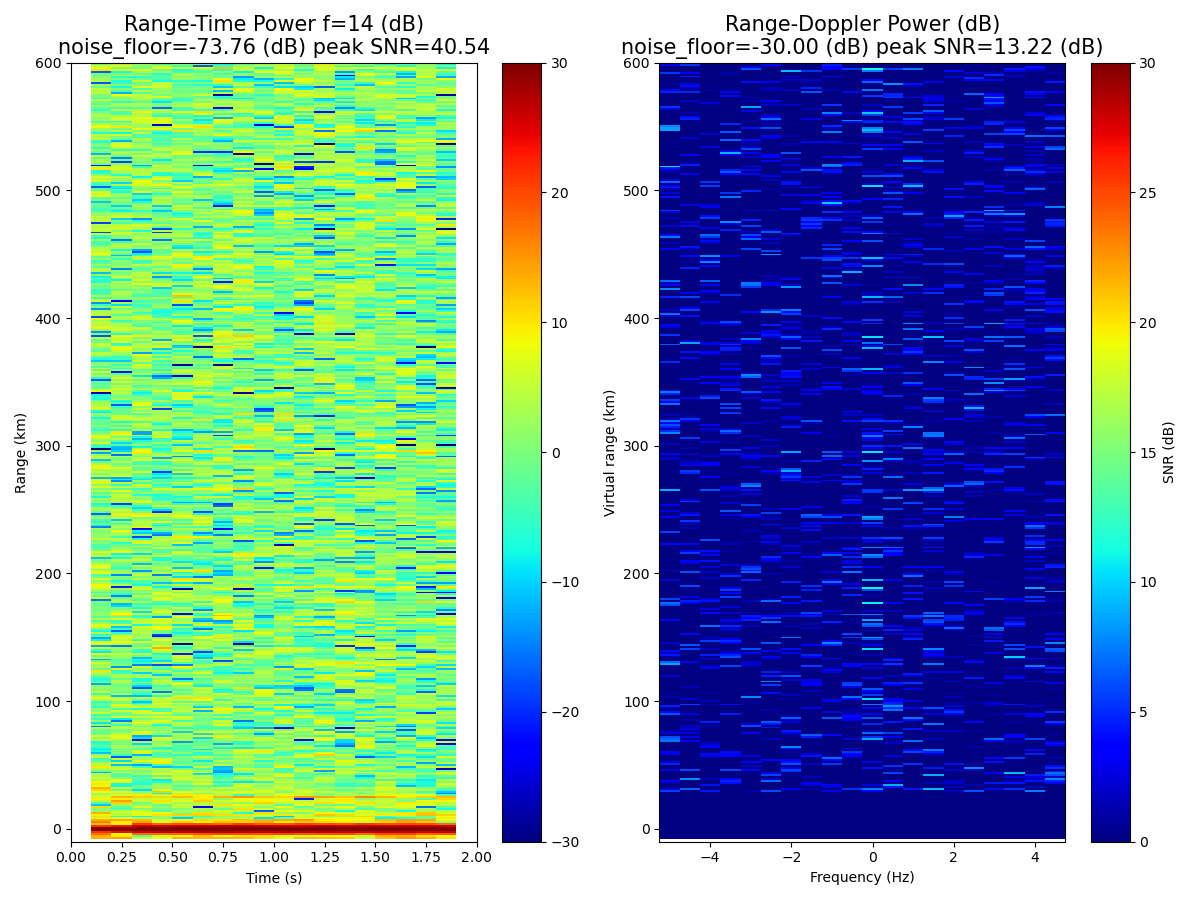 Range-Time Power f=14 (dB)
noise_floor=-73.76 (dB) peak SNR=40.54
600
500
400
300
200
100
0
Range (km)
0.00 0.25 0.50 0.75 1.00 1.25 1.50 1.75 2.00
Time (s)
30
20
10
0
−10
−20
−30
Range-Doppler Power (dB)
noise_floor=-30.00 (dB) peak SNR=13.22 (dB)
600
500
400
300
200
100
0
Virtual range (km)
−4 −2 0 2 4
Frequency (Hz)
30
25
20
15
10
5
0
SNR (dB)